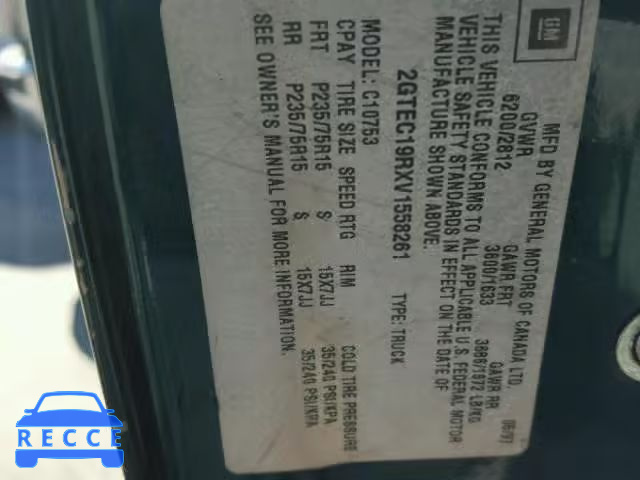 GM
MFD BY GENERAL MOTORS OF CANADA LTD 06/97
GVWR GAWR FRT GAWR RR
6200/2812 3600/1633 3686/1672 LB/KG
THIS VEHICLE CONFORMS TO ALL APPLICABLE U.S. FEDERAL MOTOR
VEHICLE SAFETY STANDARDS IN EFFECT ON THE DATE OF
MANUFACTURE SHOWN ABOVE.
2GTEC19RXV1558261 TYPE: TRUCK
MODEL: C10753
CPAY TIRE SIZE SPEED RTG RIM COLD TIRE PRESSURE
FRT P235/75R15 S 15X7JJ 35/240 PSI/KPA
RR P235/75R15 S 15X7JJ 35/240 PSI/KPA
SEE OWNER'S MANUAL FOR MORE INFORMATION.